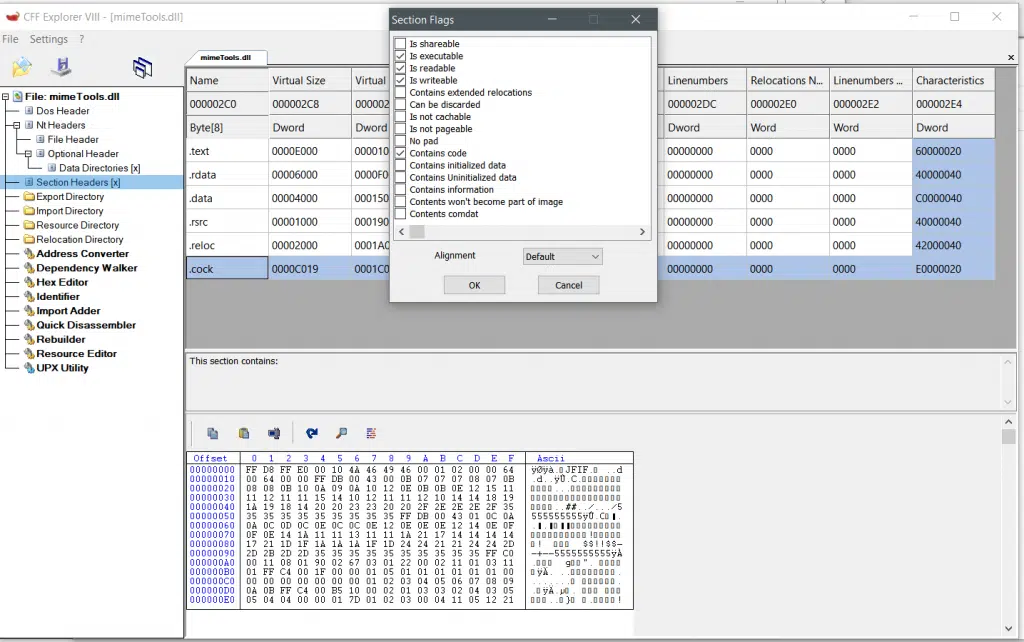 CFF Explorer VIII - [mimeTools.dll]
File Settings ?
File: mimeTools.dll
Dos Header
Nt Headers
File Header
Optional Header
Data Directories [x]
Section Headers [x]
Export Directory
Import Directory
Resource Directory
Relocation Directory
Address Converter
Dependency Walker
Hex Editor
Identifier
Import Adder
Quick Disassembler
Rebuilder
Resource Editor
UPX Utility
mimeTools.dll
Name Virtual Size Virtual Linenumbers Relocations N... Linenumbers ... Characteristics
000002C0 000002C8 000002 000002DC 000002E0 000002E2 000002E4
Byte[8] Dword Dword Dword Word Word Dword
.text 0000E000 000010 00000000 0000 0000 60000020
.rdata 00006000 0000F0 00000000 0000 0000 40000040
.data 00004000 000150 00000000 0000 0000 C0000040
.rsrc 00001000 000190 00000000 0000 0000 40000040
.reloc 00002000 0001A0 00000000 0000 0000 42000040
.cock 0000C019 0001C0 00000000 0000 0000 E0000020
Section Flags
Is shareable
Is executable
Is readable
Is writeable
Contains extended relocations
Can be discarded
Is not cachable
Is not pageable
No pad
Contains code
Contains initialized data
Contains Uninitialized data
Contains information
Contens won't become part of image
Contents comdat
Alignment Default
OK Cancel
This section contains:
Offset 0 1 2 3 4 5 6 7 8 9 A B C D E F Ascii
00000000 FF D8 FF E0 00 10 4A 46 49 46 00 01 02 00 00 64
00000010 00 64 00 00 FF DB 00 43 00 0B 07 07 07 08 07 0B
00000020 08 08 0B 10 0A 09 0A 10 12 0E 0B 0B 0E 12 15 11
00000030 11 12 11 11 15 14 10 12 11 11 12 10 14 14 18 19
00000040 1A 19 18 14 20 20 23 23 20 20 2F 2E 2E 2E 2F 35
00000050 35 35 35 35 35 35 35 35 35 FF DB 00 43 01 0C 0A
00000060 0A 0C 0D 0C 0E 0C 0C 0E 12 0E 0E 0E 12 14 0E 0F
00000070 0F 0E 14 1A 11 11 13 11 11 1A 21 17 14 14 14 14
00000080 17 21 1D 1F 1A 1A 1A 1F 1D 24 24 21 21 24 24 2D
00000090 2D 2B 2D 2D 35 35 35 35 35 35 35 35 35 35 FF C0
000000A0 00 11 08 01 90 02 67 03 01 22 00 02 11 01 03 11
000000B0 01 FF C4 00 1F 00 00 01 05 01 01 01 01 01 01 00
000000C0 00 00 00 00 00 00 00 00 01 02 03 04 05 06 07 08 09
000000D0 0A 0B FF C4 00 B5 10 00 02 01 03 03 02 04 03 05
000000E0 05 04 04 00 00 01 7D 01 02 03 00 04 11 05 12 21